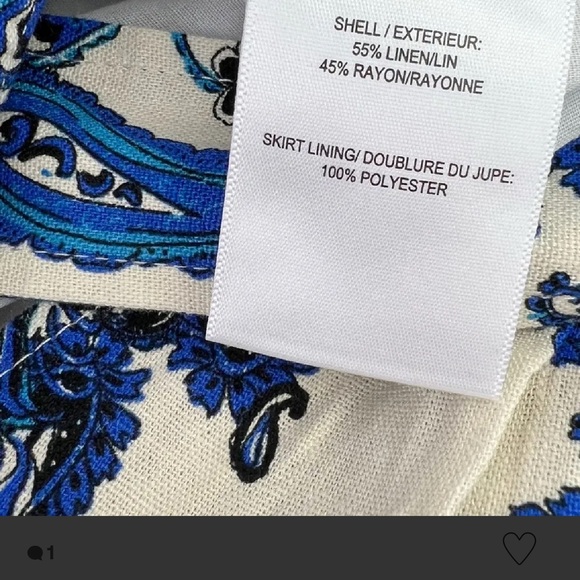 SHELL / EXTERIEUR:
55% LINEN/LIN
45% RAYON/RAYONNE
SKIRT LINING/ DOUBLURE DU JUPE:
100% POLYESTER
1